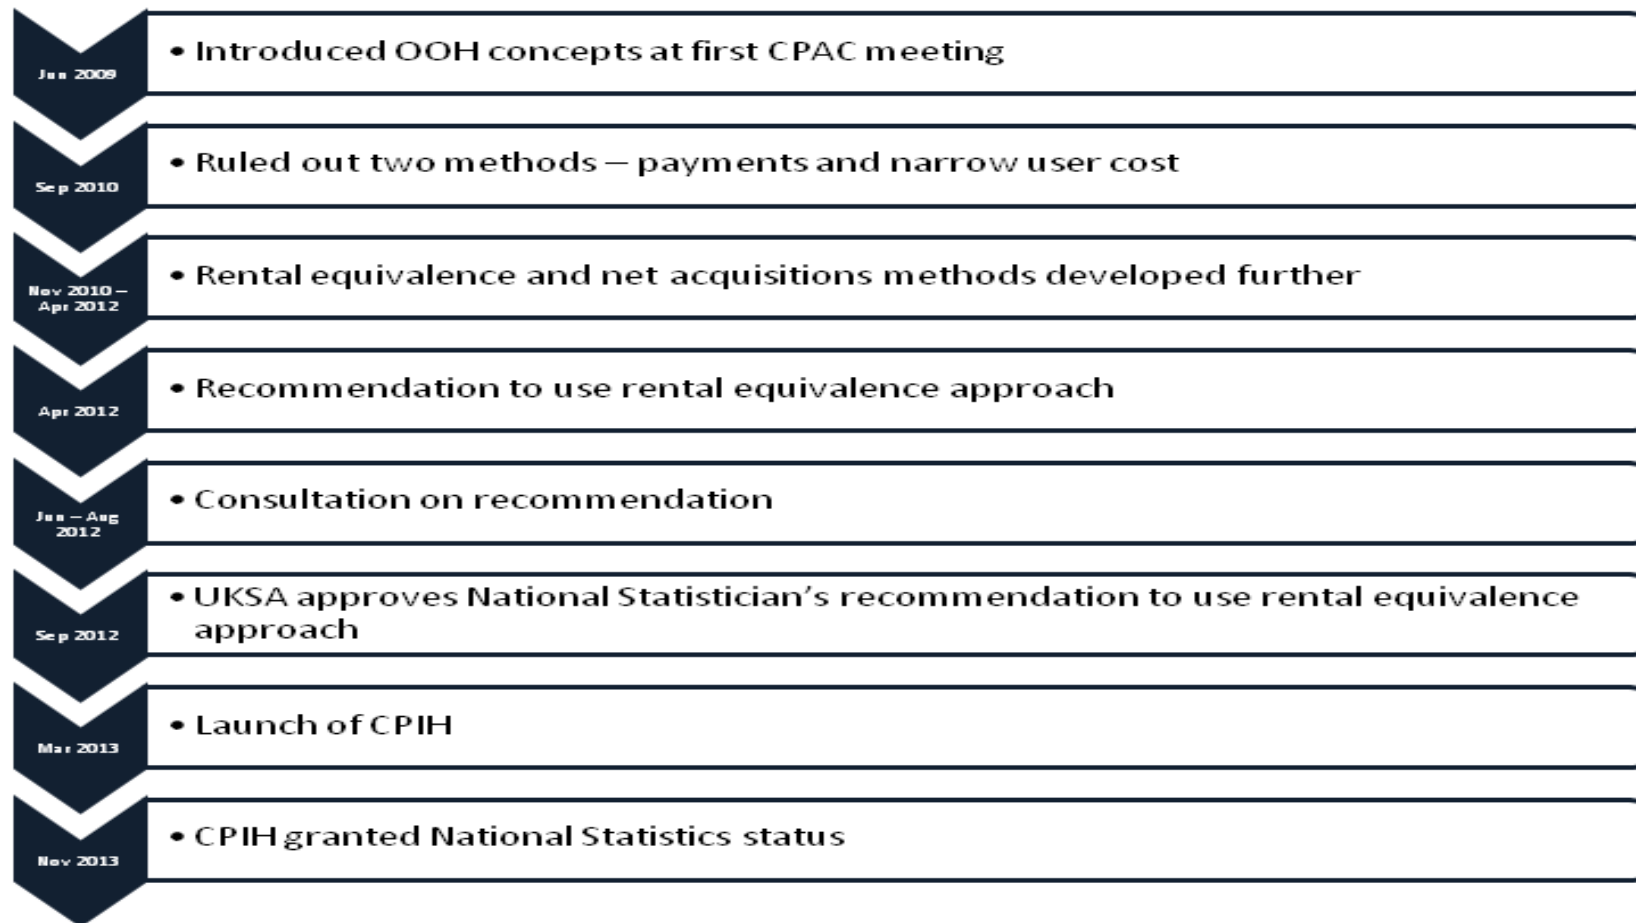 Jun 2009
• Introduced OOH concepts at first CPAC meeting
Sep 2010
• Ruled out two methods – payments and narrow user cost
Nov 2010 –
Apr 2012
• Rental equivalence and net acquisitions methods developed further
Apr 2012
• Recommendation to use rental equivalence approach
Jun – Aug
2012
• Consultation on recommendation
Sep 2012
• UKSA approves National Statistician’s recommendation to use rental equivalence
approach
Mar 2013
• Launch of CPIH
Nov 2013
• CPIH granted National Statistics status